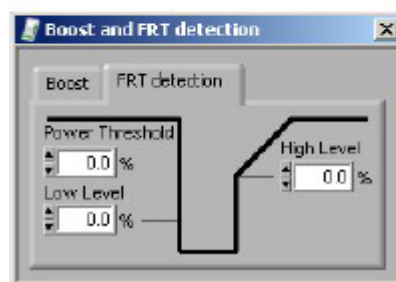 Boost and FRT detection
Boost FRT detection
Power Threshold
0.0 %
Low Level
0.0 %
High Level
0.0 %